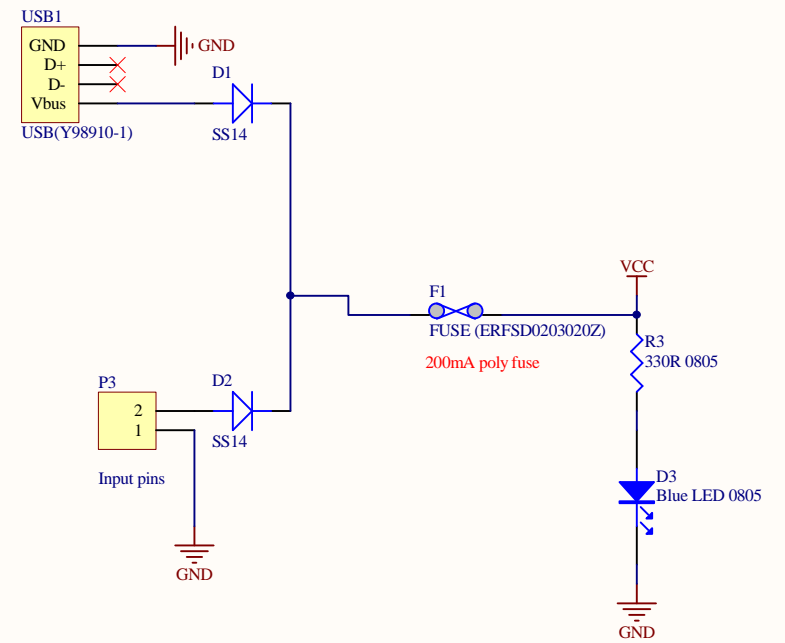 USB1
GND
D+
D-
Vbus
USB(Y98910-1)
GND
D1
SS14
VCC
F1
FUSE (ERFSD0203020Z)
200mA poly fuse
R3
330R 0805
P3
2
1
Input pins
D2
SS14
GND
D3
Blue LED 0805
GND